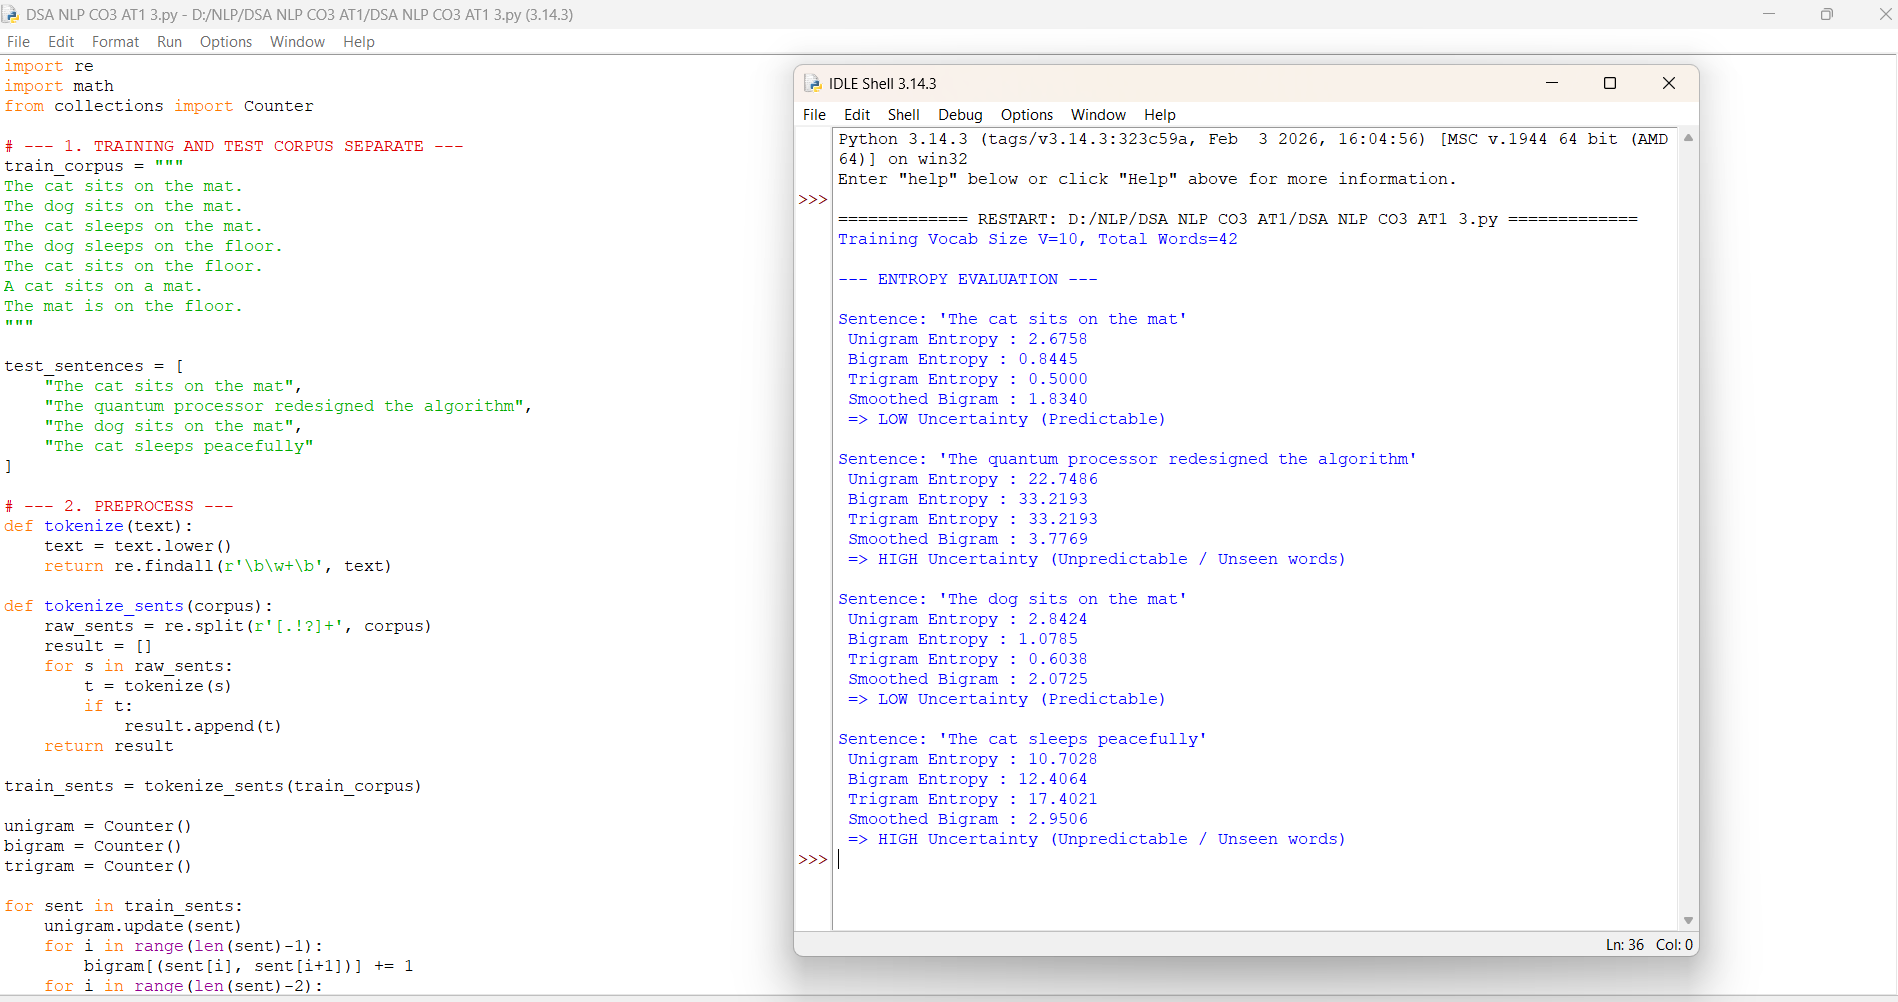 DSA NLP CO3 AT1 3.py - D:/NLP/DSA NLP CO3 AT1/DSA NLP CO3 AT1 3.py (3.14.3)
File Edit Format Run Options Window Help
import re
import math
from collections import Counter

# --- 1. TRAINING AND TEST CORPUS SEPARATE ---
train_corpus = """
The cat sits on the mat.
The dog sits on the mat.
The cat sleeps on the mat.
The dog sleeps on the floor.
The cat sits on the floor.
A cat sits on a mat.
The mat is on the floor.
"""

test_sentences = [
    "The cat sits on the mat",
    "The quantum processor redesigned the algorithm",
    "The dog sits on the mat",
    "The cat sleeps peacefully"
]

# --- 2. PREPROCESS ---
def tokenize(text):
    text = text.lower()
    return re.findall(r'\b\w+\b', text)

def tokenize_sents(corpus):
    raw_sents = re.split(r'[.!?]+', corpus)
    result = []
    for s in raw_sents:
        t = tokenize(s)
        if t:
            result.append(t)
    return result

train_sents = tokenize_sents(train_corpus)

unigram = Counter()
bigram = Counter()
trigram = Counter()

for sent in train_sents:
    unigram.update(sent)
    for i in range(len(sent)-1):
        bigram[(sent[i], sent[i+1])] += 1
    for i in range(len(sent)-2):
IDLE Shell 3.14.3
File Edit Shell Debug Options Window Help
Python 3.14.3 (tags/v3.14.3:323c59a, Feb  3 2026, 16:04:56) [MSC v.1944 64 bit (AMD
64)] on win32
Enter "help" below or click "Help" above for more information.
>>>
============= RESTART: D:/NLP/DSA NLP CO3 AT1/DSA NLP CO3 AT1 3.py =============
Training Vocab Size V=10, Total Words=42

--- ENTROPY EVALUATION ---

Sentence: 'The cat sits on the mat'
 Unigram Entropy : 2.6758
 Bigram Entropy : 0.8445
 Trigram Entropy : 0.5000
 Smoothed Bigram : 1.8340
 => LOW Uncertainty (Predictable)

Sentence: 'The quantum processor redesigned the algorithm'
 Unigram Entropy : 22.7486
 Bigram Entropy : 33.2193
 Trigram Entropy : 33.2193
 Smoothed Bigram : 3.7769
 => HIGH Uncertainty (Unpredictable / Unseen words)

Sentence: 'The dog sits on the mat'
 Unigram Entropy : 2.8424
 Bigram Entropy : 1.0785
 Trigram Entropy : 0.6038
 Smoothed Bigram : 2.0725
 => LOW Uncertainty (Predictable)

Sentence: 'The cat sleeps peacefully'
 Unigram Entropy : 10.7028
 Bigram Entropy : 12.4064
 Trigram Entropy : 17.4021
 Smoothed Bigram : 2.9506
 => HIGH Uncertainty (Unpredictable / Unseen words)
>>>
Ln: 36 Col: 0